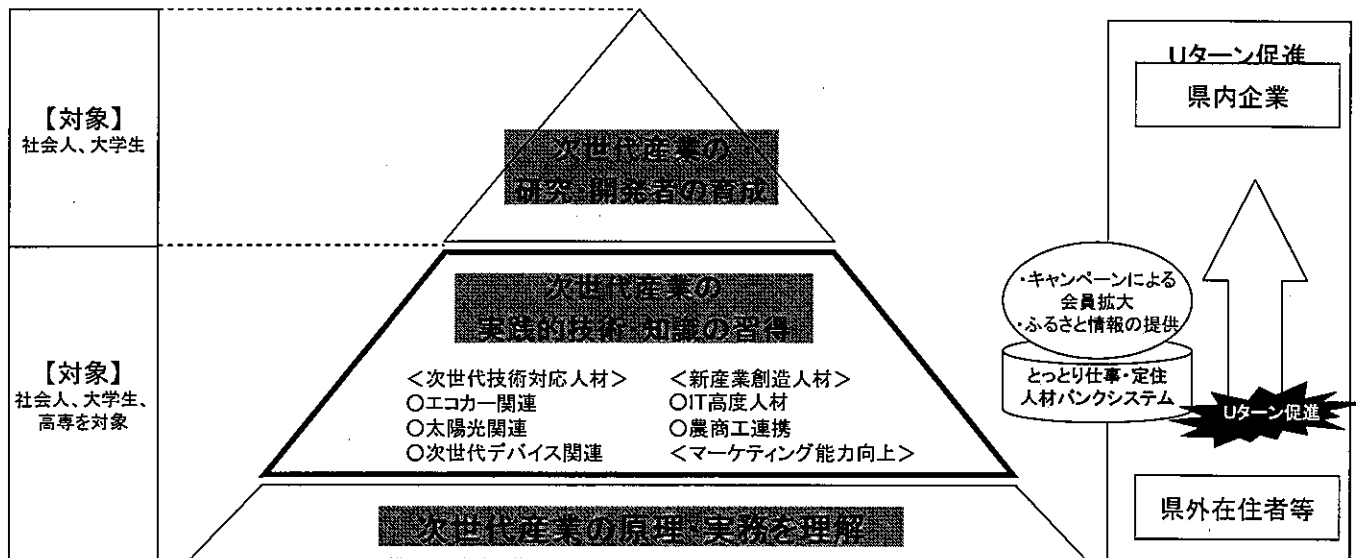 【対象】
社会人、大学生
次世代産業の
研究・開発者の育成
【対象】
社会人、大学生、
高専を対象
次世代産業の
実践的技術・知識の習得
＜次世代技術対応人材＞
○エコカー関連
○太陽光関連
○次世代デバイス関連
＜新産業創造人材＞
○IT高度人材
○農商工連携
＜マーケティング能力向上＞
次世代産業の原理・実務を理解
Uターン促進
県内企業
・キャンペーンによる
会員拡大
・ふるさと情報の提供
とっとり仕事・定住
人材バンクシステム
Uターン促進
県外在住者等